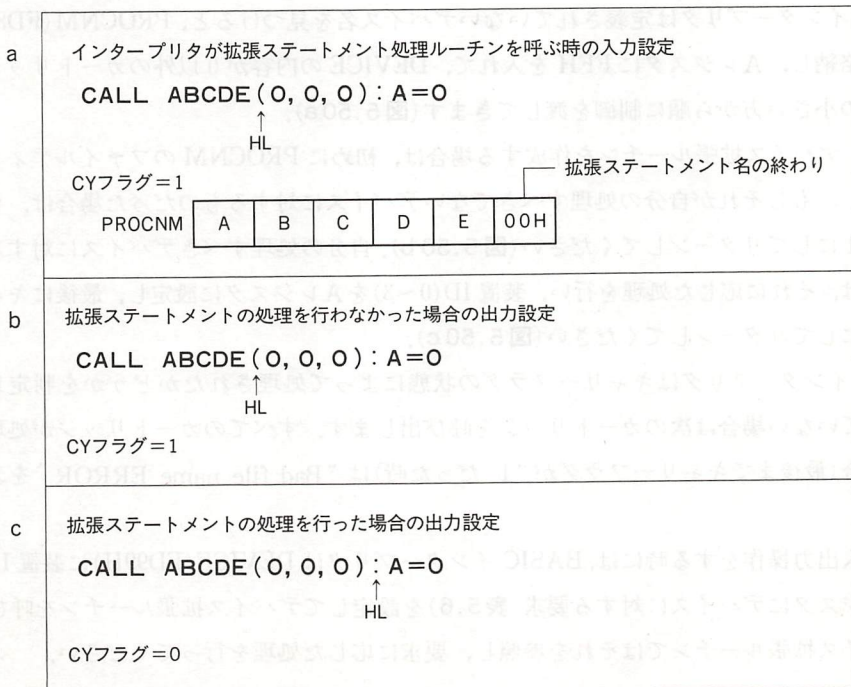 a インタープリタが拡張ステートメント処理ルーチンを呼ぶ時の入力設定
CALL ABCDE(0, 0, 0):A=0
↑
HL
CYフラグ=1
拡張ステートメント名の終わり
PROCNM A B C D E 00H
b 拡張ステートメントの処理を行わなかった場合の出力設定
CALL ABCDE(0, 0, 0):A=0
↑
HL
CYフラグ=1
c 拡張ステートメントの処理を行った場合の出力設定
CALL ABCDE(0, 0, 0):A=0
↑
HL
CYフラグ=0